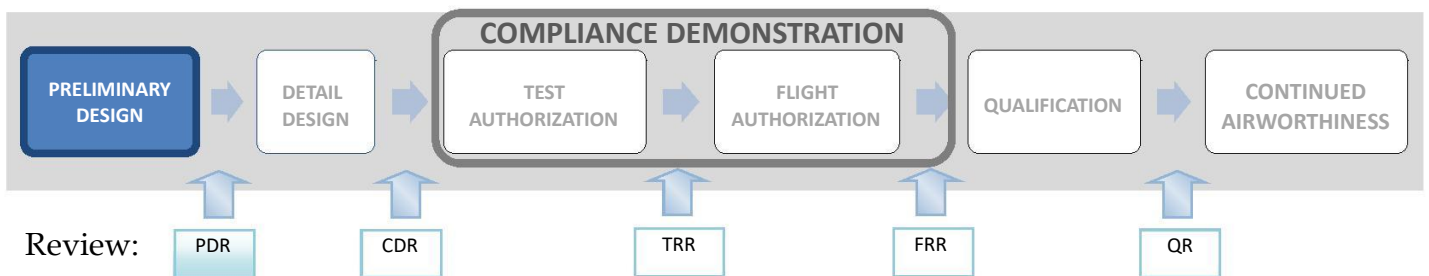 COMPLIANCE DEMONSTRATION
PRELIMINARY
DESIGN
DETAIL
DESIGN
TEST
AUTHORIZATION
FLIGHT
AUTHORIZATION
QUALIFICATION
CONTINUED
AIRWORTHINESS
Review:
PDR
CDR
TRR
FRR
QR